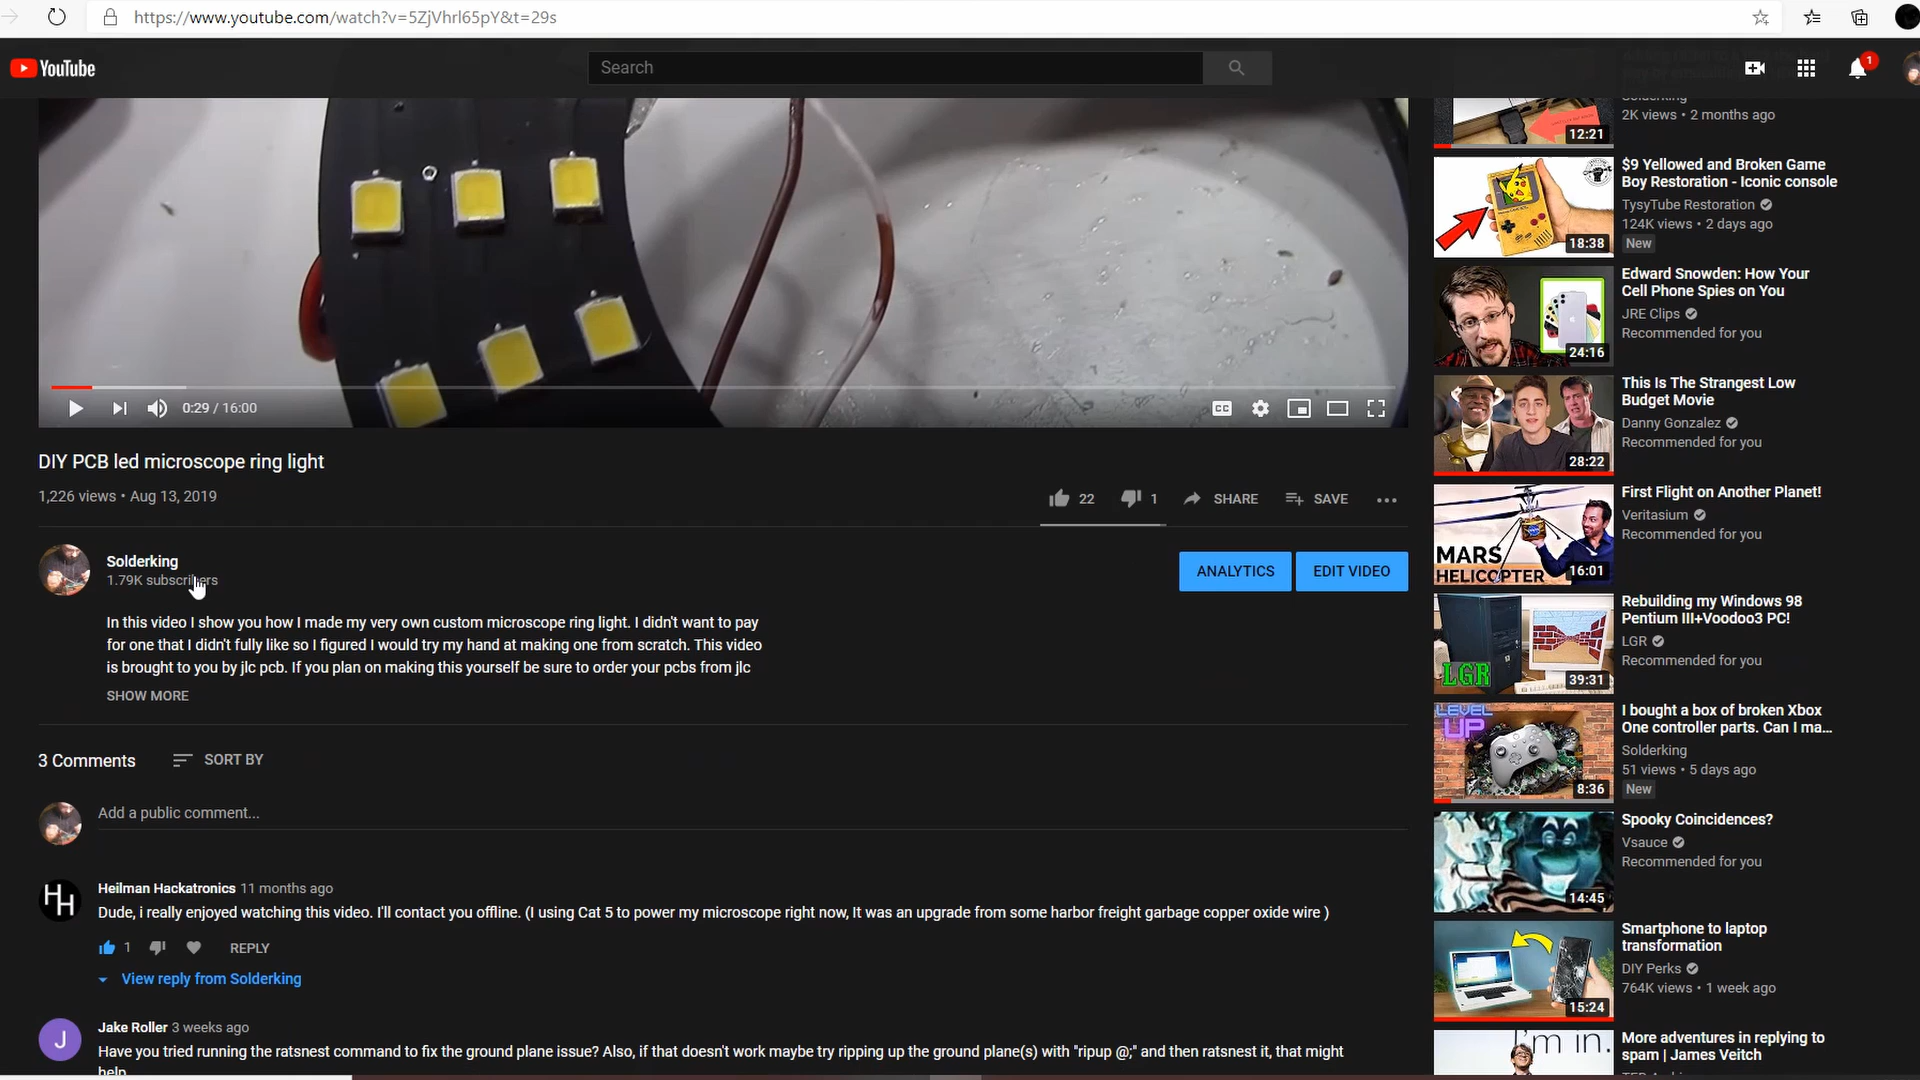 https://www.youtube.com/watch?v=5ZjVhrl65pY&t=29s
YouTube
Search
1
0:29 / 16:00
CC
DIY PCB led microscope ring light
1,226 views • Aug 13, 2019
22
1
SHARE
SAVE
Solderking
1.79K subscribers
ANALYTICS
EDIT VIDEO
In this video I show you how I made my very own custom microscope ring light. I didn't want to pay
for one that I didn't fully like so I figured I would try my hand at making one from scratch. This video
is brought to you by jlc pcb. If you plan on making this yourself be sure to order your pcbs from jlc
SHOW MORE
3 Comments
SORT BY
Add a public comment...
HH
Heilman Hackatronics 11 months ago
Dude, i really enjoyed watching this video. I'll contact you offline. (I using Cat 5 to power my microscope right now, It was an upgrade from some harbor freight garbage copper oxide wire )
1
REPLY
View reply from Solderking
J
Jake Roller 3 weeks ago
Have you tried running the ratsnest command to fix the ground plane issue? Also, if that doesn't work maybe try ripping up the ground plane(s) with "ripup @;" and then ratsnest it, that might
help
12:21
Solderking
2K views • 2 months ago
18:38
$9 Yellowed and Broken Game
Boy Restoration - Iconic console
TysyTube Restoration
124K views • 2 days ago
New
24:16
Edward Snowden: How Your
Cell Phone Spies on You
JRE Clips
Recommended for you
28:22
This Is The Strangest Low
Budget Movie
Danny Gonzalez
Recommended for you
MARS
HELICOPTER
16:01
First Flight on Another Planet!
Veritasium
Recommended for you
LGR
39:31
Rebuilding my Windows 98
Pentium III+Voodoo3 PC!
LGR
Recommended for you
LEVEL
UP
8:36
I bought a box of broken Xbox
One controller parts. Can I ma...
Solderking
51 views • 5 days ago
New
14:45
Spooky Coincidences?
Vsauce
Recommended for you
15:24
Smartphone to laptop
transformation
DIY Perks
764K views • 1 week ago
I'm in.
More adventures in replying to
spam | James Veitch